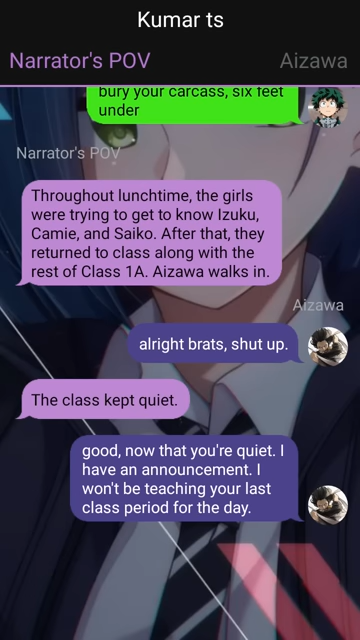 Kumar ts
Narrator's POV
Aizawa
bury your carcass, six feet
under
Narrator's POV
Throughout lunchtime, the girls
were trying to get to know Izuku,
Camie, and Saiko. After that, they
returned to class along with the
rest of Class 1A. Aizawa walks in.
Aizawa
alright brats, shut up.
The class kept quiet.
good, now that you're quiet. I
have an announcement. I
won't be teaching your last
class period for the day.